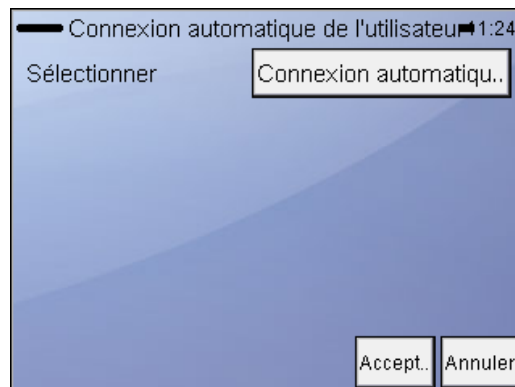 Connexion automatique de l'utilisateu 1:24
Sélectionner
Connexion automatiqu..
Accept..
Annuler